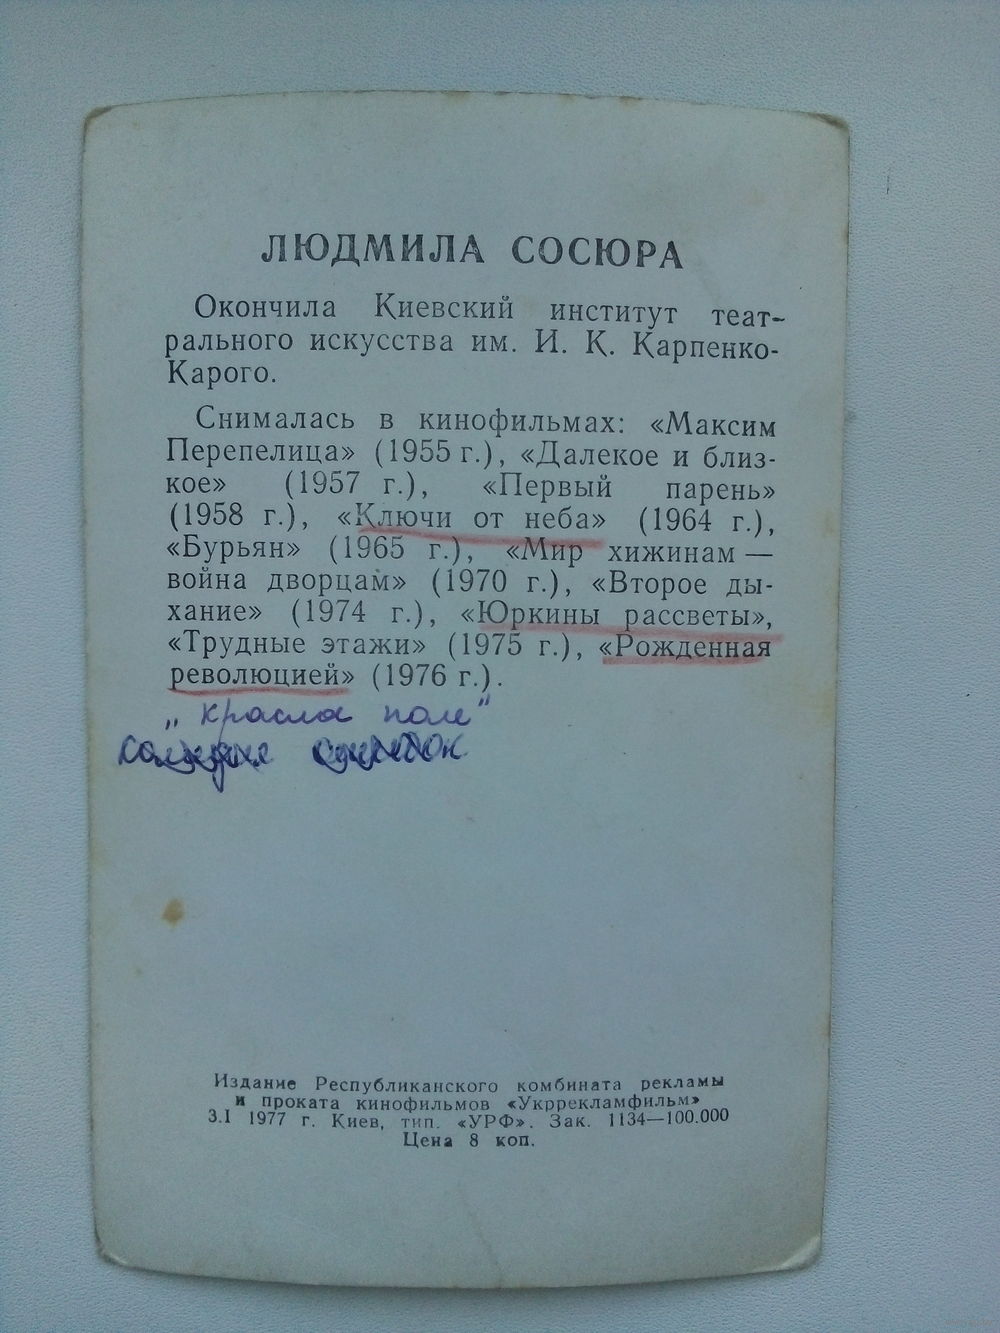 ЛЮДМИЛА СОСЮРА
Окончила Киевский институт теат-
рального искусства им. И. К. Карпенко-
Карого.
Снималась в кинофильмах: «Максим
Перепелица» (1955 г.), «Далекое и близ-
кое» (1957 г.), «Первый парень»
(1958 г.), «Ключи от неба» (1964 г.),
«Бурьян» (1965 г.), «Мир хижинам —
война дворцам» (1970 г.), «Второе ды-
хание» (1974 г.), «Юркины рассветы»,
«Трудные этажи» (1975 г.), «Рожденная
революцией» (1976 г.).
поле"
Издание Республиканского комбината рекламы
и проката кинофильмов «Укррекламфильм»
3.I 1977 г. Киев, тип. «УРФ». Зак. 1134—100.000
Цена 8 коп.